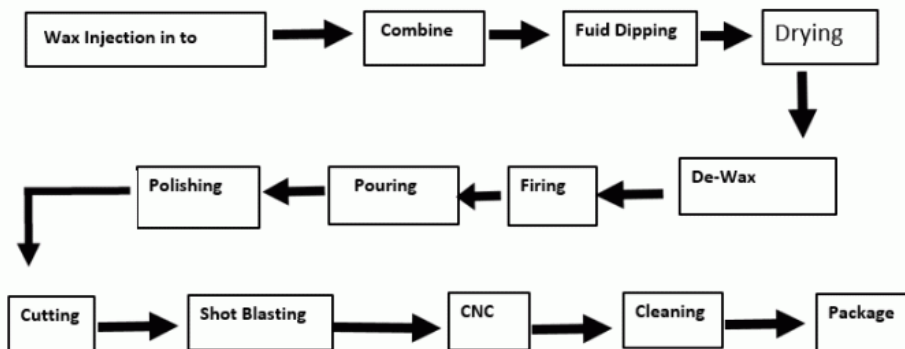 Wax Injection in to
Combine
Fuid Dipping
Drying
De-Wax
Firing
Pouring
Polishing
Cutting
Shot Blasting
CNC
Cleaning
Package